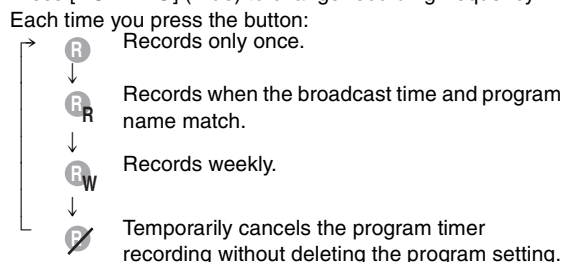 Each time you press the button:
R
Records only once.
R R
Records when the broadcast time and program
name match.
R W
Records weekly.
R
Temporarily cancels the program timer
recording without deleting the program setting.